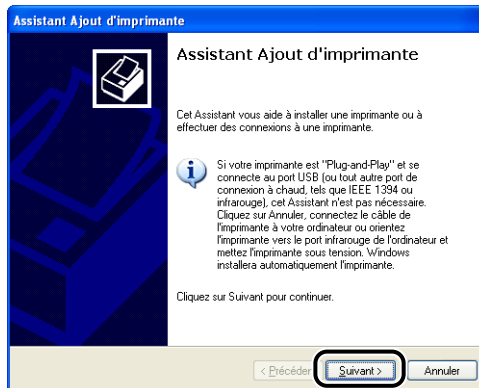 Assistant Ajout d'imprimante
Assistant Ajout d'imprimante
Cet Assistant vous aide à installer une imprimante ou à
effectuer des connexions à une imprimante.
Si votre imprimante est "Plug-and-Play" et se
connecte au port USB (ou tout autre port de
connexion à chaud, tels que IEEE 1394 ou
infrarouge), cet Assistant n'est pas nécessaire.
Cliquez sur Annuler, connectez le câble de
l'imprimante à votre ordinateur ou orientez
l'imprimante vers le port infrarouge de l'ordinateur et
mettez l'imprimante sous tension. Windows
installera automatiquement l'imprimante.
Cliquez sur Suivant pour continuer.
< Précéder Suivant > Annuler